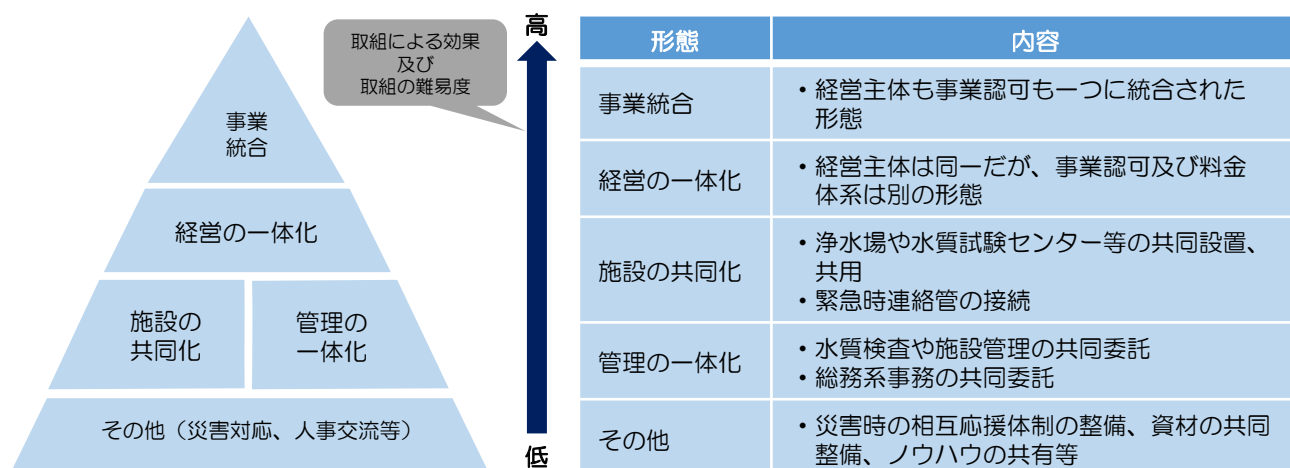 取組による効果
及び
取組の難易度
高
低
事業
統合
経営の一体化
施設の
共同化
管理の
一体化
その他（災害対応、人事交流等）
形態
内容
事業統合
・経営主体も事業認可も一つに統合された
形態
経営の一体化
・経営主体は同一だが、事業認可及び料金
体系は別の形態
施設の共同化
・浄水場や水質試験センター等の共同設置、
共用
・緊急時連絡管の接続
管理の一体化
・水質検査や施設管理の共同委託
・総務系事務の共同委託
その他
・災害時の相互応援体制の整備、資材の共同
整備、ノウハウの共有等